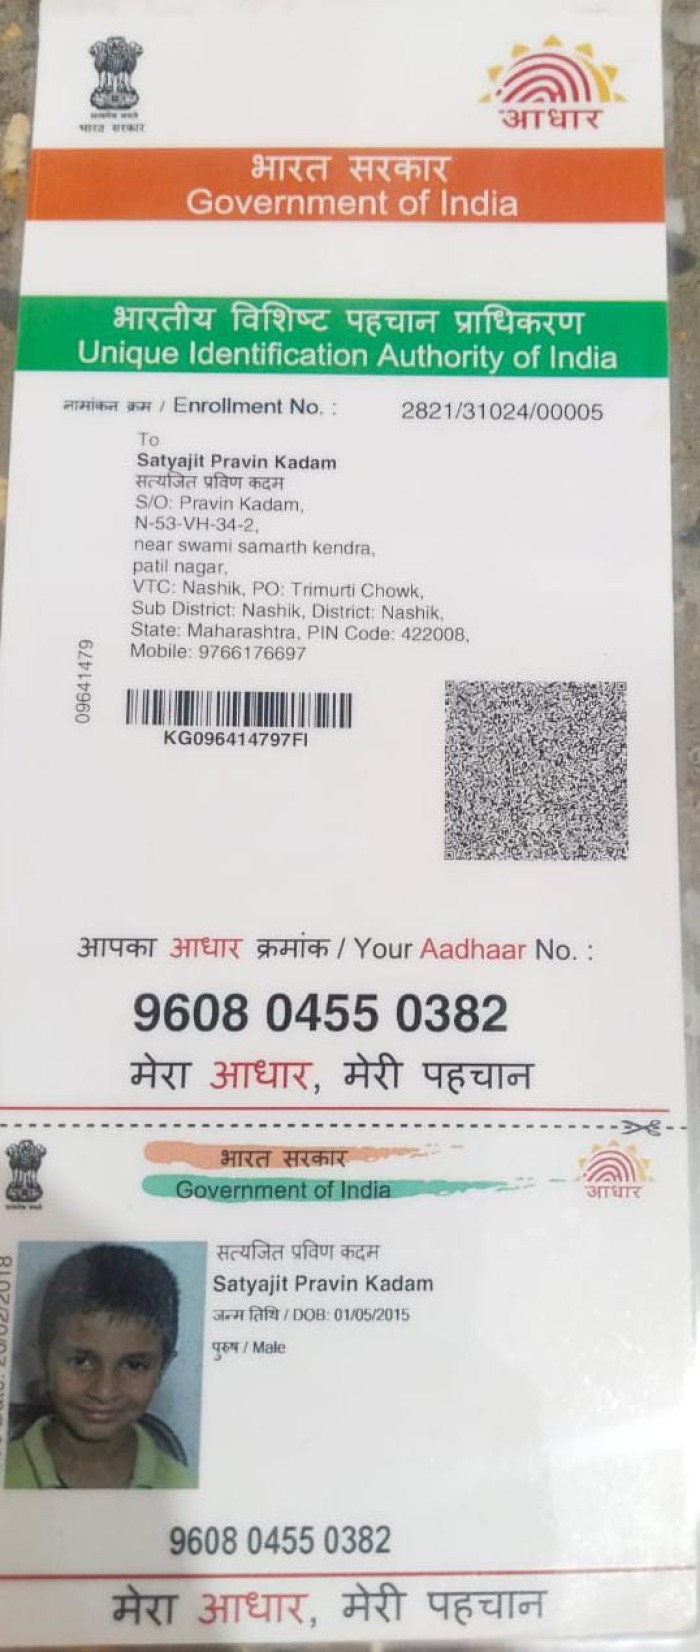 भारत सरकार
आधार
भारत सरकार
Government of India
भारतीय विशिष्ट पहचान प्राधिकरण
Unique Identification Authority of India
नामांकन क्रम / Enrollment No. : 2821/31024/00005
To
Satyajit Pravin Kadam
सत्यजित प्रविण कदम
S/O: Pravin Kadam,
N-53-VH-34-2,
near swami samarth kendra,
patil nagar,
VTC: Nashik, PO: Trimurti Chowk,
Sub District: Nashik, District: Nashik,
State: Maharashtra, PIN Code: 422008,
Mobile: 9766176697
09641479
KG096414797FI
आपका आधार क्रमांक / Your Aadhaar No. :
9608 0455 0382
मेरा आधार, मेरी पहचान
भारत सरकार
Government of India
आधार
सत्यजित प्रविण कदम
Satyajit Pravin Kadam
जन्म तिथि / DOB: 01/05/2015
पुरुष / Male
9608 0455 0382
मेरा आधार, मेरी पहचान